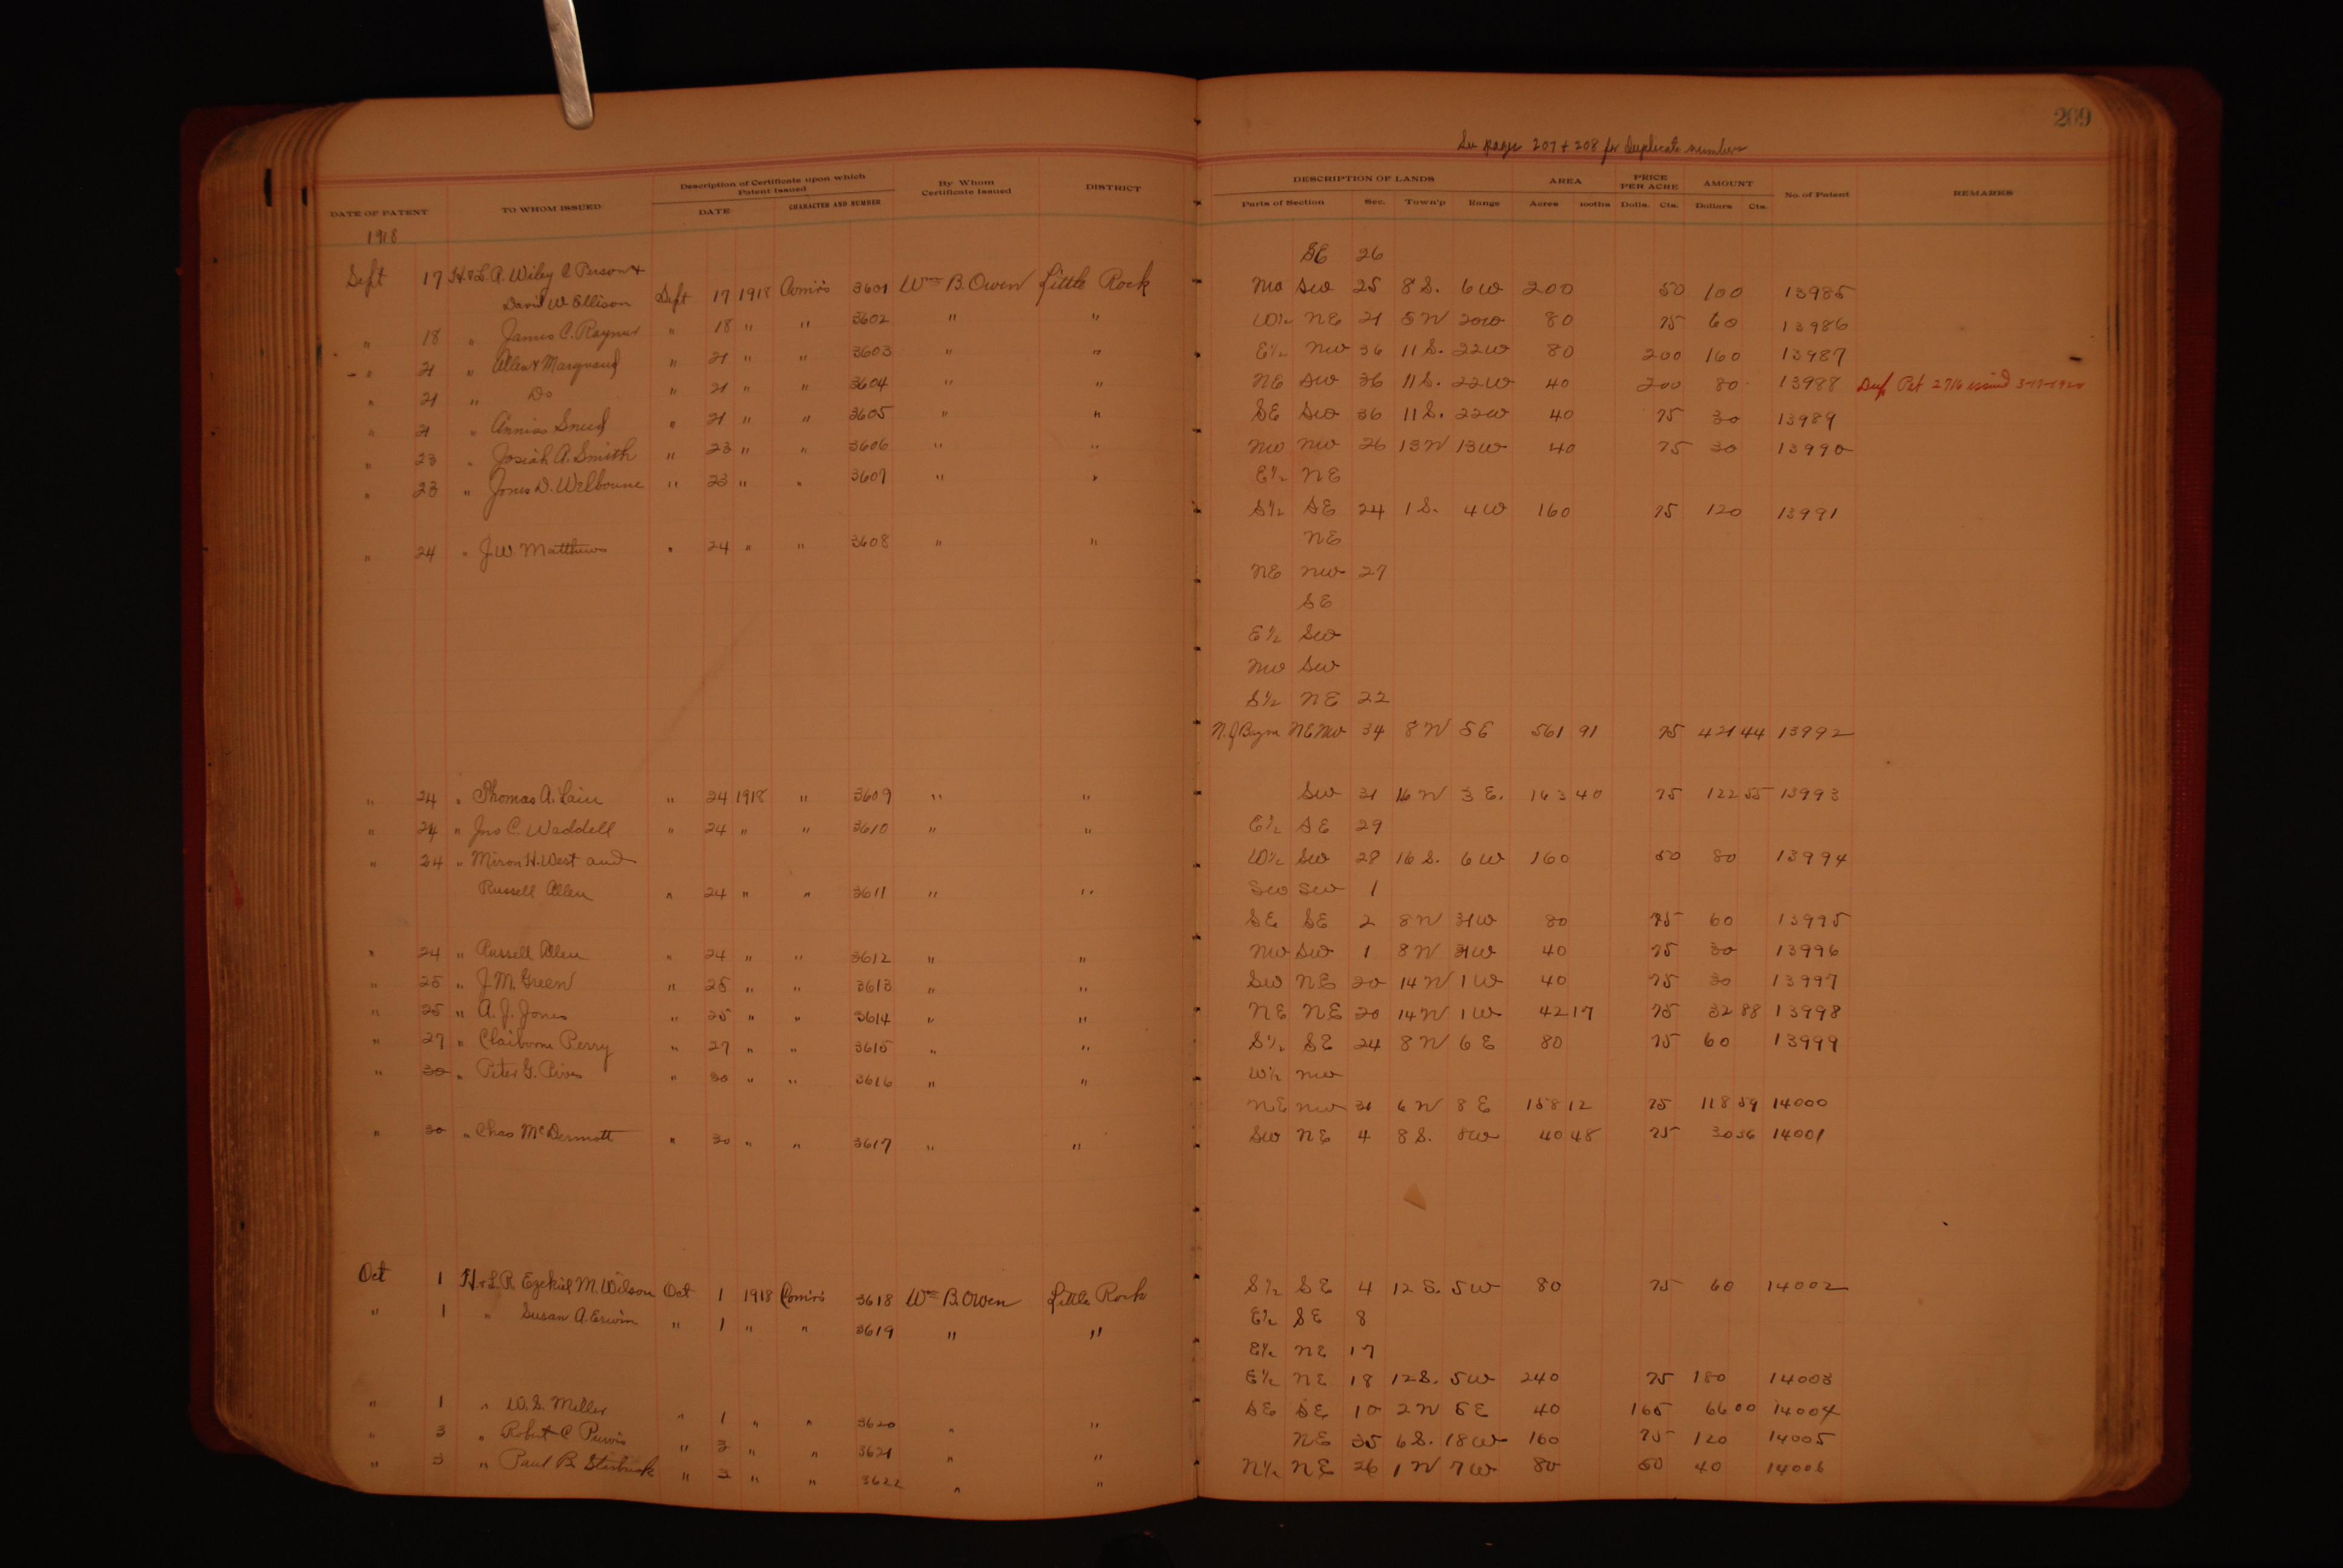 209
See pages 207 + 208 for Duplicate numbers
DATE OF PATENT TO WHOM ISSUED Description of Certificate upon which Patent Issued DATE CHARACTER AND NUMBER By Whom Certificate Issued DISTRICT DESCRIPTION OF LANDS Parts of Section Sec. Town'p Range AREA Acres 100ths PRICE PER ACRE Dolls. Cts. AMOUNT Dollars Cts. No. of Patent REMARKS
1918
SE 26
Sept 17 H & L. R. Wiley C Person &
David W. Ellison Sept 17 1918 Com'rs 3601 Wm B. Owen Little Rock NW SW 25 8 S. 6 W 200 50 100 13985
" 18 " James C. Raynor " 18 " " 3602 " " W½ NE 21 5 N 20 W 80 75 60 13986
" 21 " Allen & Marquand " 21 " " 3603 " " E½ NW 36 11 S. 22 W 80 200 160 13987
" 21 " Do " 21 " " 3604 " " NE SW 36 11 S. 22 W 40 200 80 13988 Dup Pat 2716 issued 3-17-1920
" 21 " Annias Sneed " 21 " " 3605 " " SE SW 36 11 S. 22 W 40 75 30 13989
" 23 " Josiah A. Smith " 23 " " 3606 " " NW NW 26 13 N 13 W 40 75 30 13990
" 23 " Jones D. Welbourne " 23 " " 3607 " " E½ NE
S½ SE 24 1 S. 4 W 160 75 120 13991
" 24 " J. W. Matthews " 24 " " 3608 " " NE
NE NW 27
SE
E½ SW
NW SW
S½ NE 22
N. of Bayou NE NW 34 8 N 5 E 561 91 75 421 44 13992
" 24 " Thomas A. Lain " 24 1918 " 3609 " " SW 31 16 N 3 E. 163 40 75 122 55 13993
" 24 " Jno C. Waddell " 24 " " 3610 " " E½ SE 29
W½ SW 28 16 S. 6 W 160 50 80 13994
" 24 " Miron H. West and
Russell Allen " 24 " " 3611 " " SW SW 1
SE SE 2 8 N 31 W 80 75 60 13995
" 24 " Russell Allen " 24 " " 3612 " " NW SW 1 8 N 31 W 40 75 30 13996
" 25 " J. M. Green " 25 " " 3613 " " SW NE 20 14 N 1 W 40 75 30 13997
" 25 " A. J. Jones " 25 " " 3614 " " NE NE 20 14 N 1 W 42 17 75 32 88 13998
" 27 " Claiborne Perry " 27 " " 3615 " " S½ SE 24 8 N 6 E 80 75 60 13999
" 30 " Peter G. Rives " 30 " " 3616 " " W½ NW
NE NW 31 6 N 8 E 158 12 75 118 59 14000
" 30 " Chas McDermott " 30 " " 3617 " " SW NE 4 8 S. 8 W 40 48 75 30 36 14001
Oct 1 H. & L. R. Ezekiel M. Wilson Oct 1 1918 Com'rs 3618 Wm B. Owen Little Rock S½ SE 4 12 S. 5 W 80 75 60 14002
" 1 " Susan A. Erwin " 1 " " 3619 " " E½ SE 8
E½ NE 17
E½ NE 18 12 S. 5 W 240 75 180 14003
" 1 " W. S. Miller " 1 " " 3620 " " SE SE 10 2 N 5 E 40 165 66 00 14004
" 3 " Robert C Purvis " 3 " " 3621 " " NE 35 6 S. 18 W 160 75 120 14005
" 3 " Paul B. " 3 " " 3622 " " N½ NE 26 1 N 7 W 80 50 40 14006